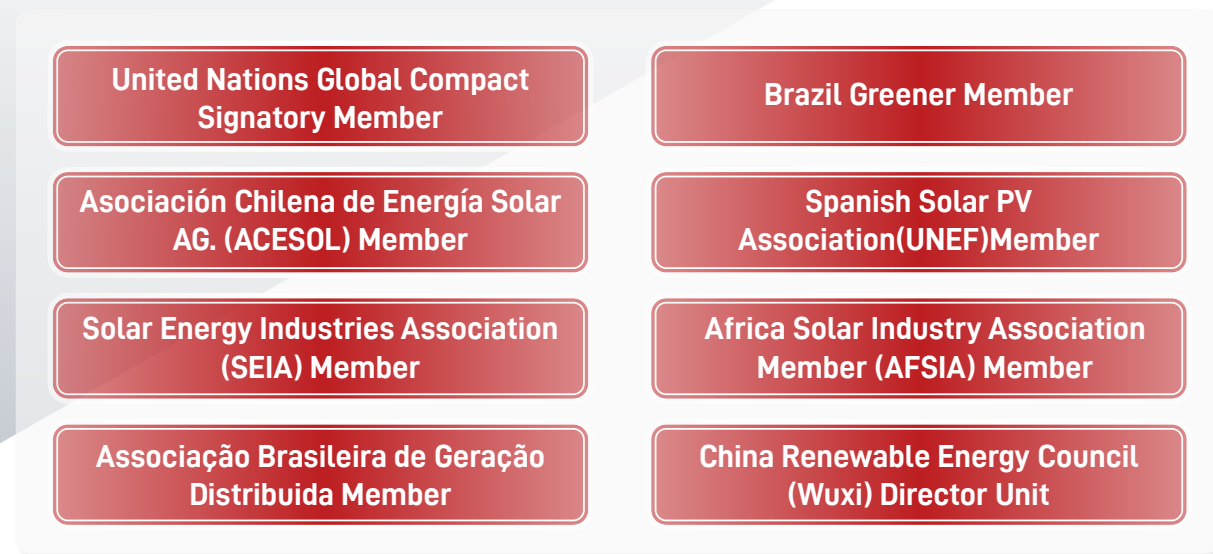 United Nations Global Compact
Signatory Member
Brazil Greener Member
Asociación Chilena de Energía Solar
AG. (ACESOL) Member
Spanish Solar PV
Association(UNEF)Member
Solar Energy Industries Association
(SEIA) Member
Africa Solar Industry Association
Member (AFSIA) Member
Associação Brasileira de Geração
Distribuida Member
China Renewable Energy Council
(Wuxi) Director Unit